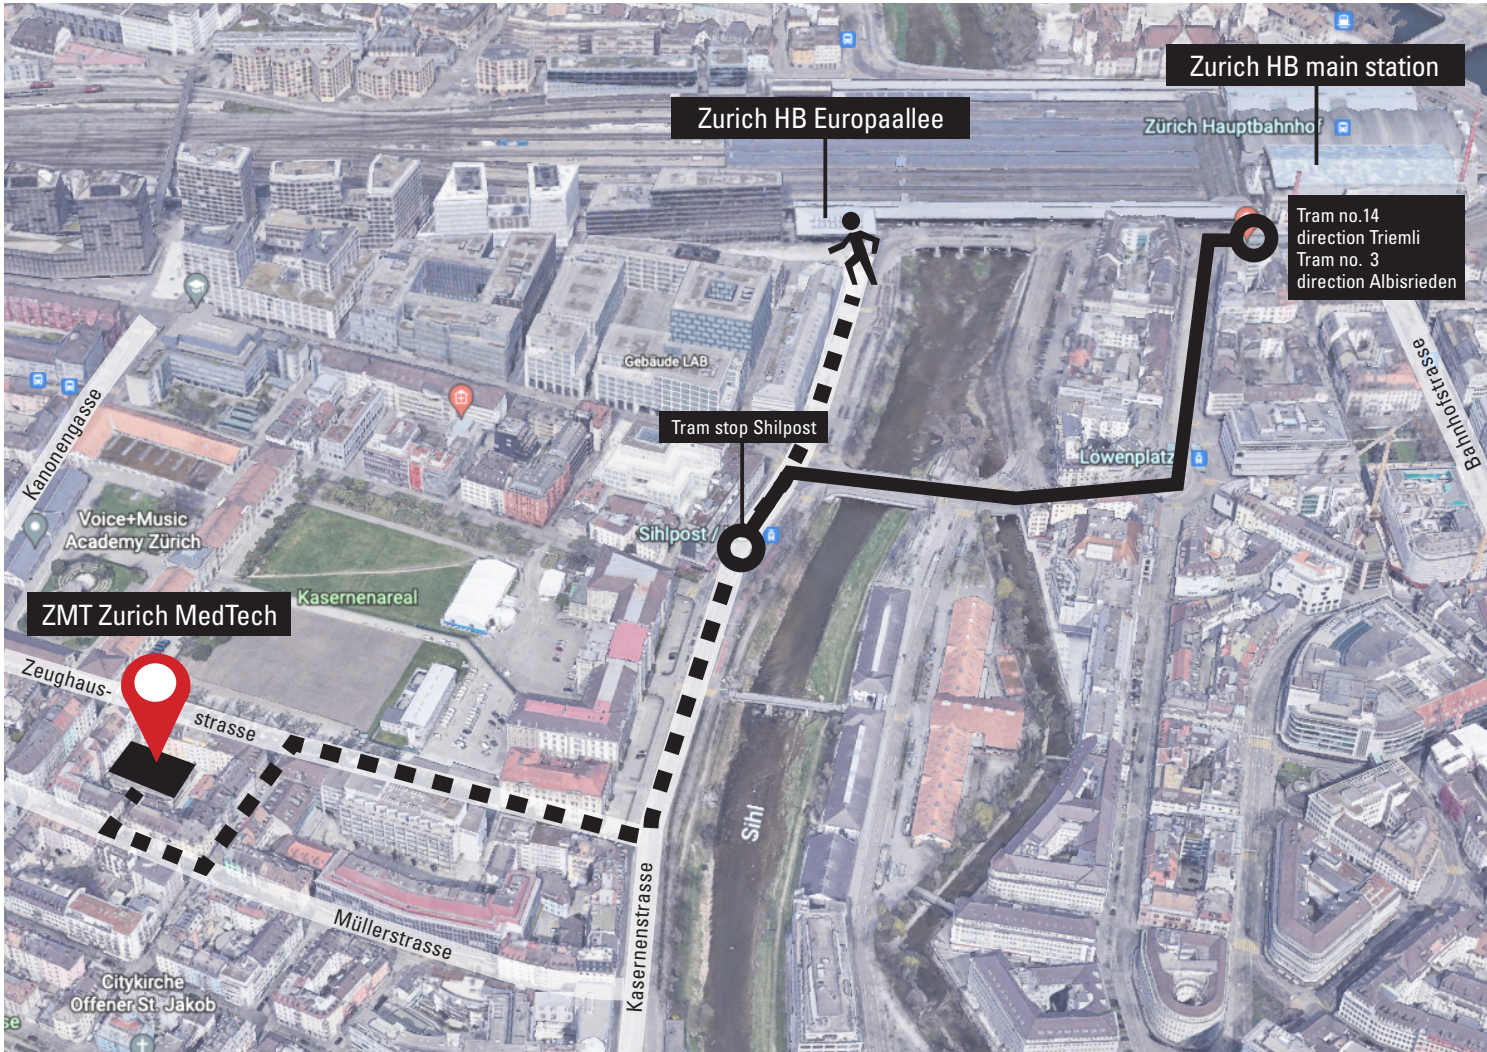 Zurich HB main station
Zurich HB Europaallee
Zürich Hauptbahnhof
Tram no.14
direction Triemli
Tram no. 3
direction Albisrieden
Gebäude LAB
Bahnhofstrasse
Kanonengasse
Tram stop Shilpost
Löwenplatz
Voice+Music
Academy Zürich
Sihlpost /
Kasernenareal
ZMT Zurich MedTech
Zeughaus-
strasse
Sihl
Kasernenstrasse
Müllerstrasse
Citykirche
Offener St. Jakob
se